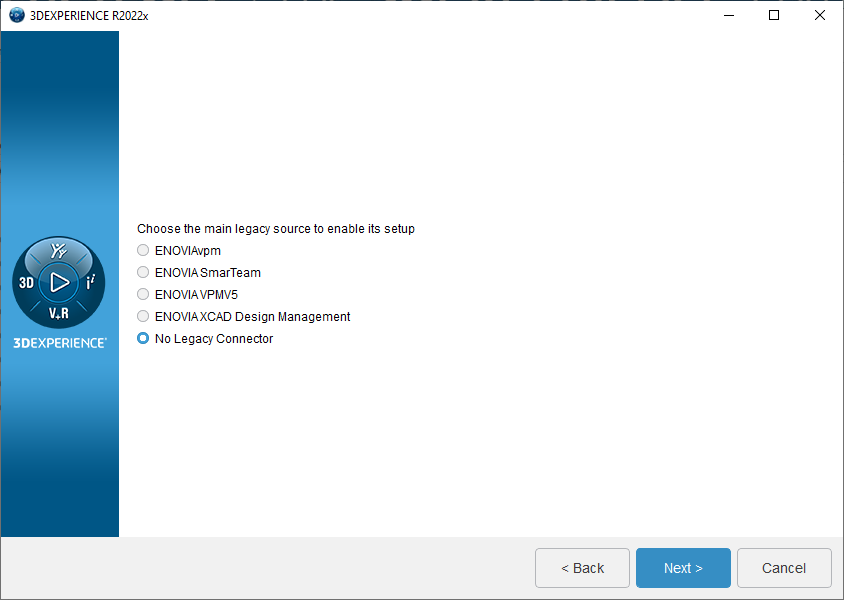 3DEXPERIENCE R2022x
Choose the main legacy source to enable its setup
ENOVIAvpm
ENOVIA SmarTeam
ENOVIA VPMV5
ENOVIA XCAD Design Management
No Legacy Connector
3D
i
V+R
3DEXPERIENCE
< Back
Next >
Cancel